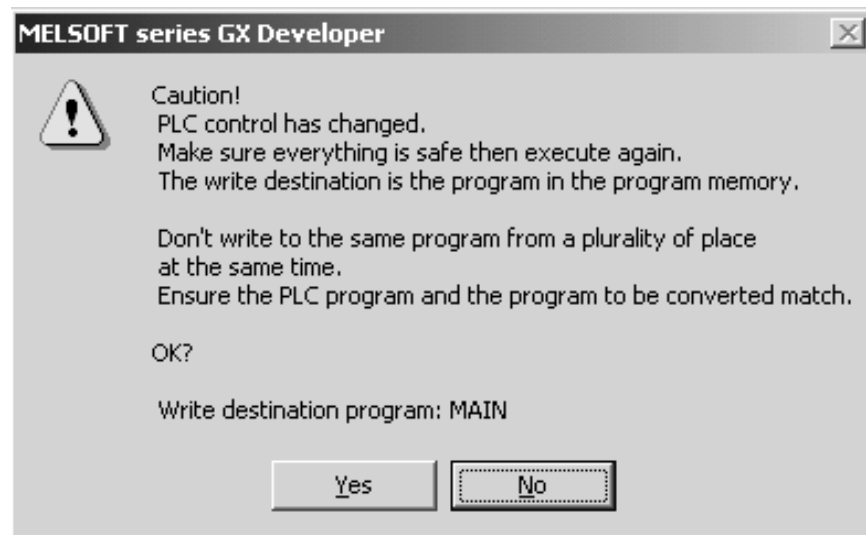 MELSOFT series GX Developer
Caution!
PLC control has changed.
Make sure everything is safe then execute again.
The write destination is the program in the program memory.
Don't write to the same program from a plurality of place
at the same time.
Ensure the PLC program and the program to be converted match.
OK?
Write destination program: MAIN
Yes No